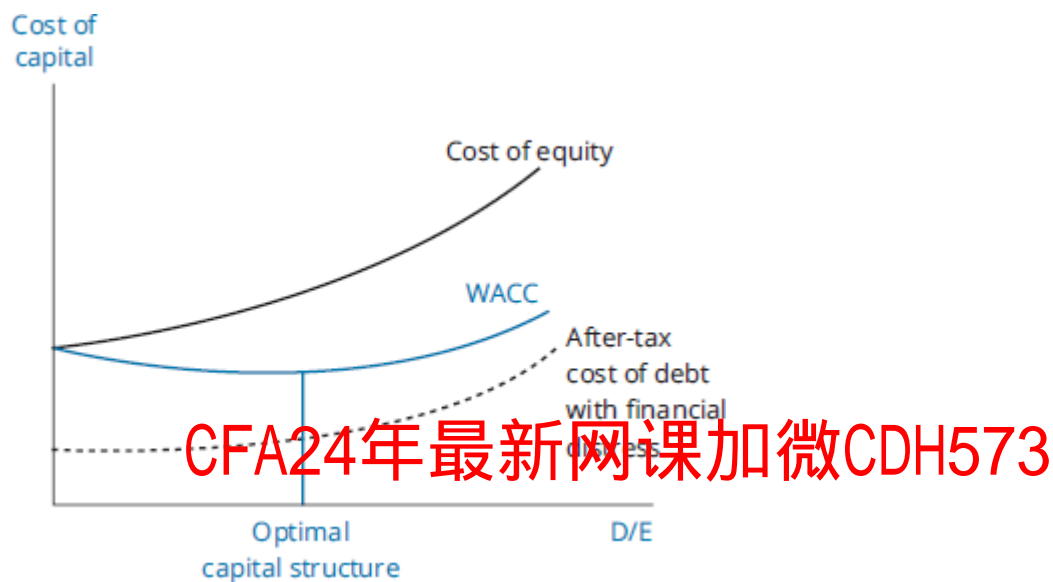 Cost of
capital
Cost of equity
WACC
After-tax
cost of debt
with financial
distress
CFA24年最新网课加微CDH573
Optimal
capital structure
D/E